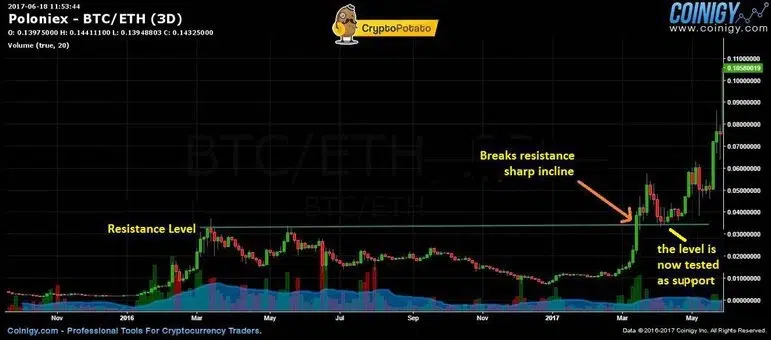 2017-06-18 11:53:44
Poloniex - BTC/ETH (3D)
O: 0.13975000 H: 0.14411100 L: 0.13948803 C: 0.14325000
Volume (true, 20)
CryptoPotato
COINIGY
www.coinigy.com
BTC/ETH
BTC/ETH
0.11000000
0.10580019
0.10000000
0.09000000
0.08000000
0.07000000
0.06000000
0.05000000
0.04000000
0.03000000
0.02000000
0.01000000
0.00000000
Breaks resistance
sharp incline
Resistance Level
the level is
now tested
as support
Nov 2016 Mar May Jul Sep Nov 2017 Mar May
Coinigy.com - Professional Tools For Cryptocurrency Traders.
Data © 2016-2017 Coinigy Inc. All Rights Reserved.